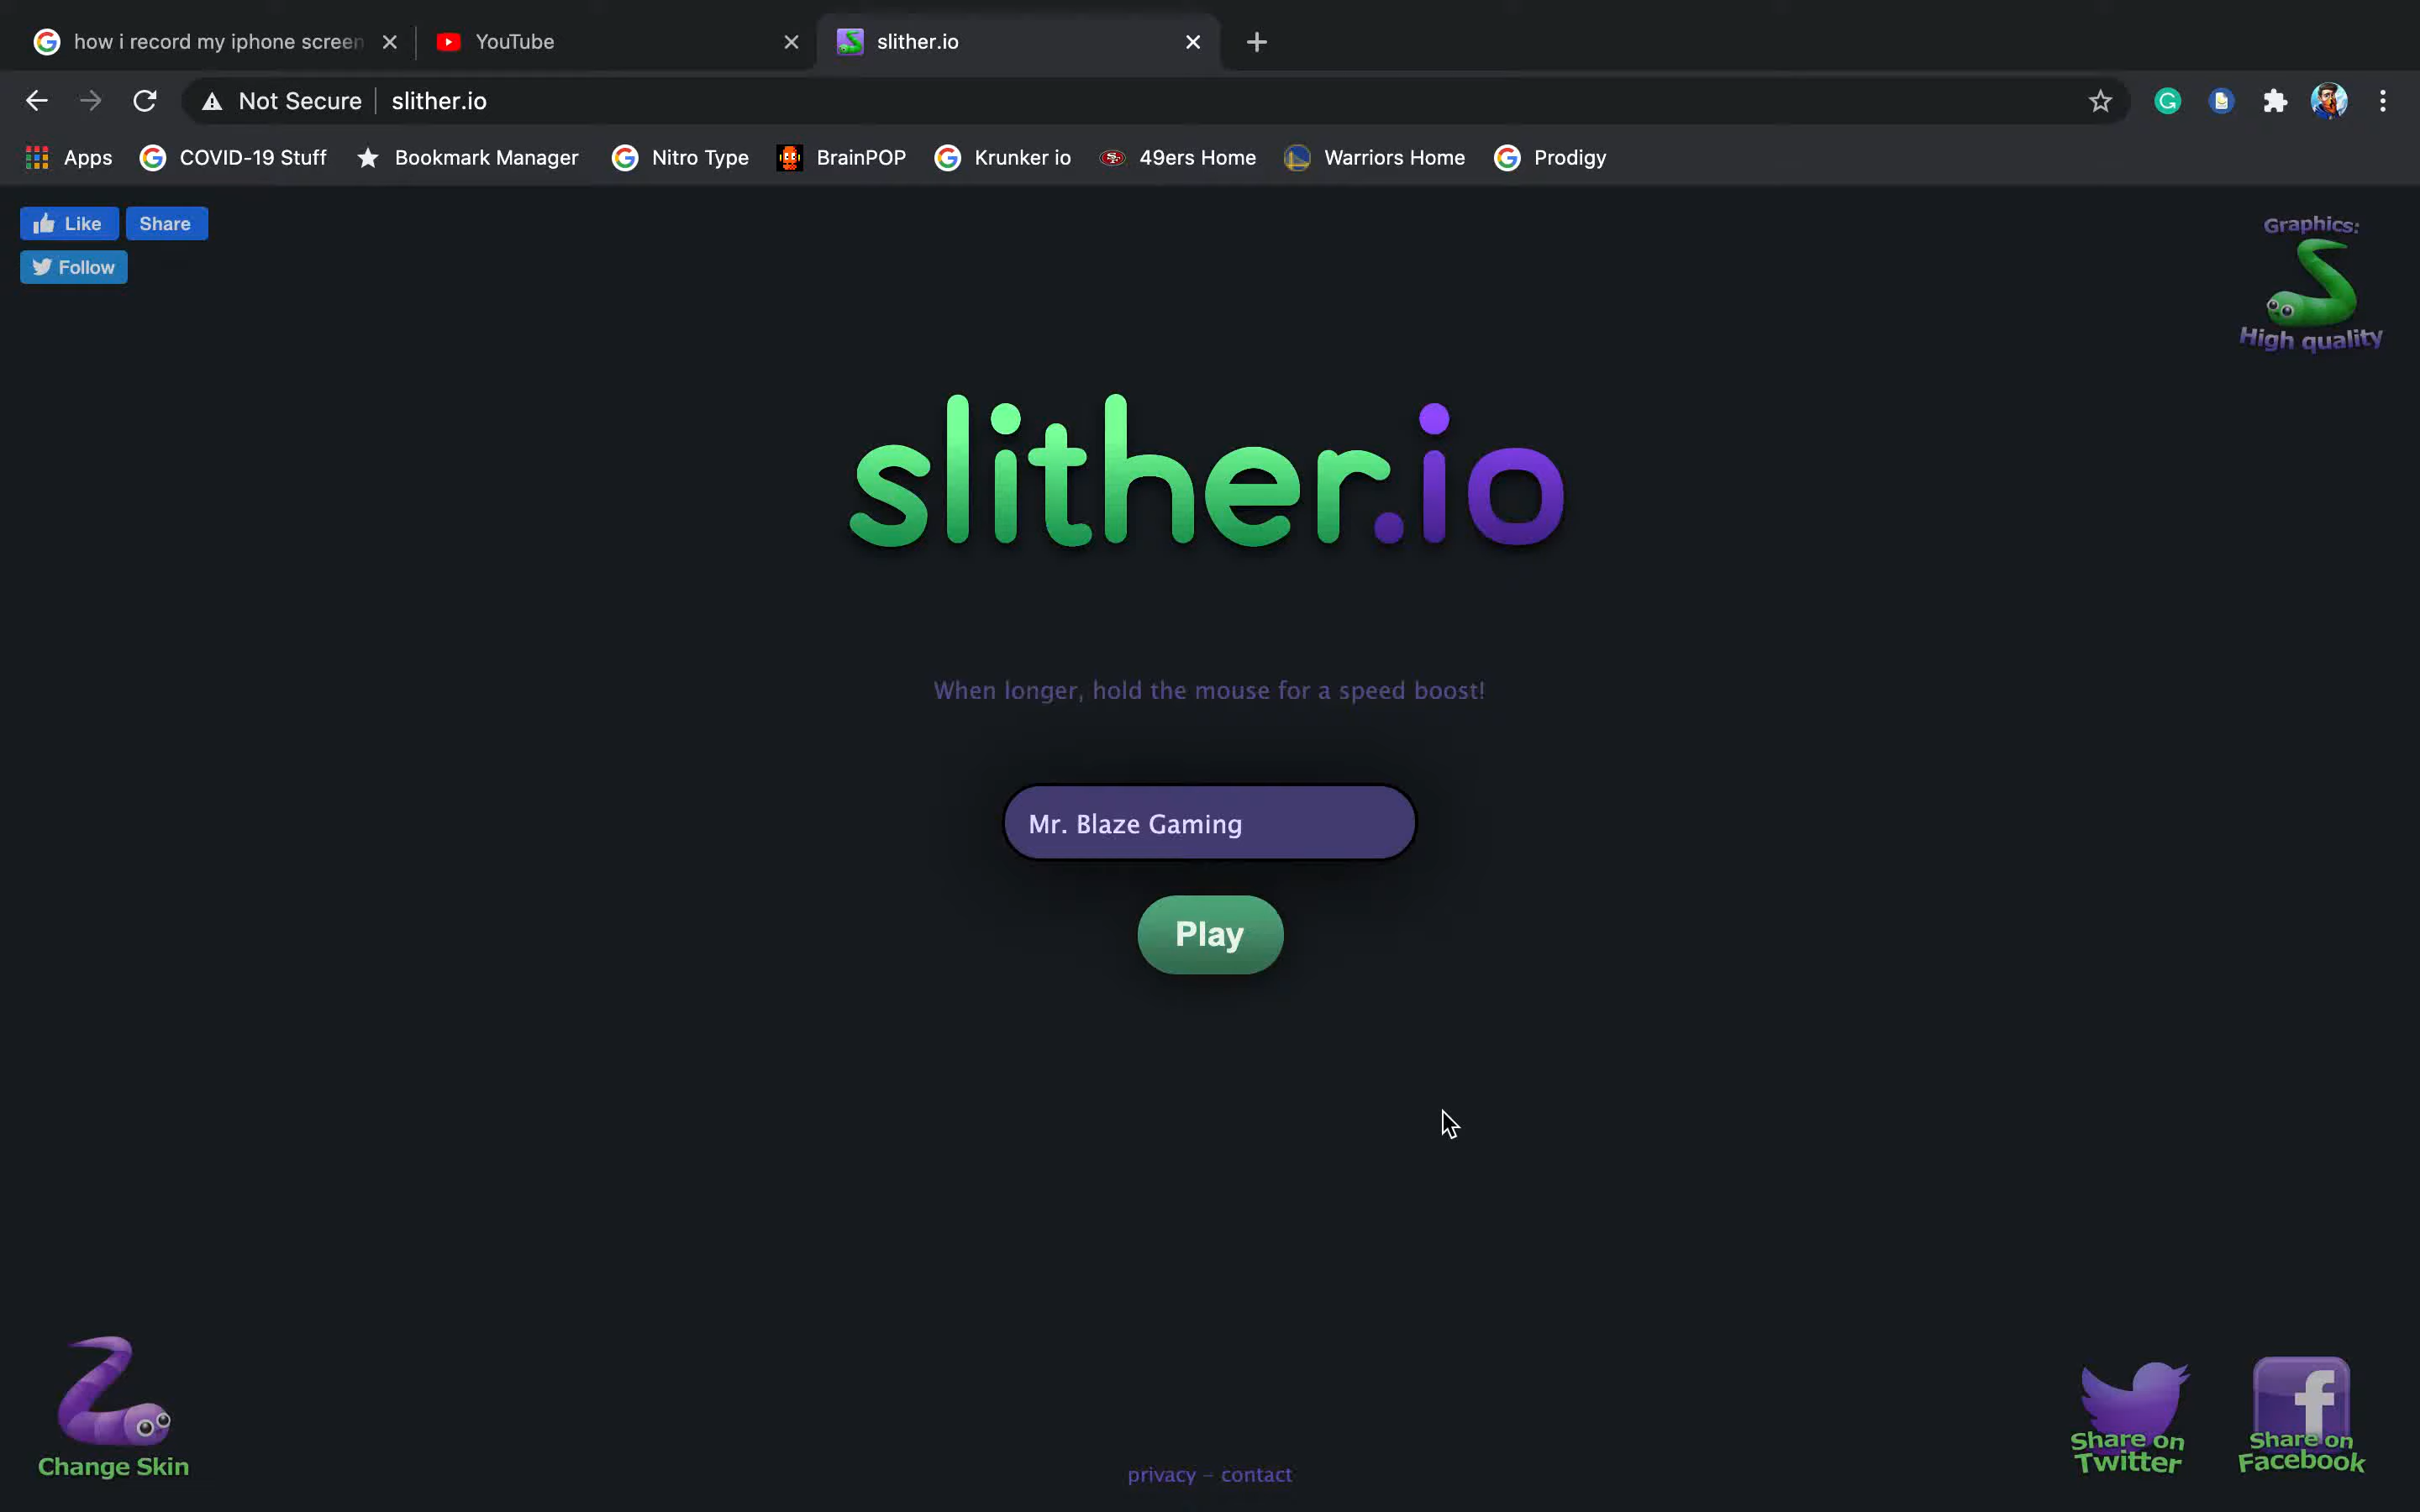 how i record my iphone screen
YouTube
slither.io
Not Secure
slither.io
Apps
COVID-19 Stuff
Bookmark Manager
Nitro Type
BrainPOP
Krunker io
49ers Home
Warriors Home
Prodigy
Like
Share
Follow
Graphics:
High quality
slither.io
When longer, hold the mouse for a speed boost!
Mr. Blaze Gaming
Play
Change Skin
privacy – contact
Share on
Twitter
Share on
Facebook